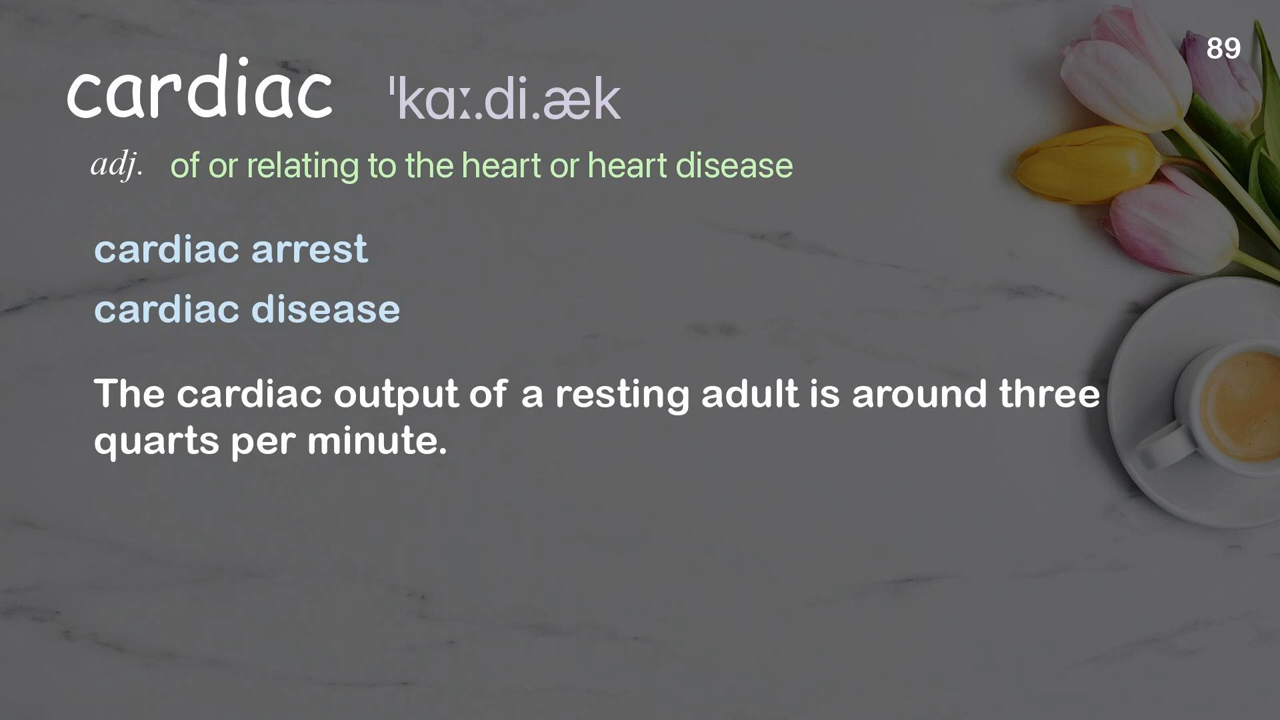 89
cardiac ˈkɑː.di.æk
adj. of or relating to the heart or heart disease
cardiac arrest
cardiac disease
The cardiac output of a resting adult is around three
quarts per minute.